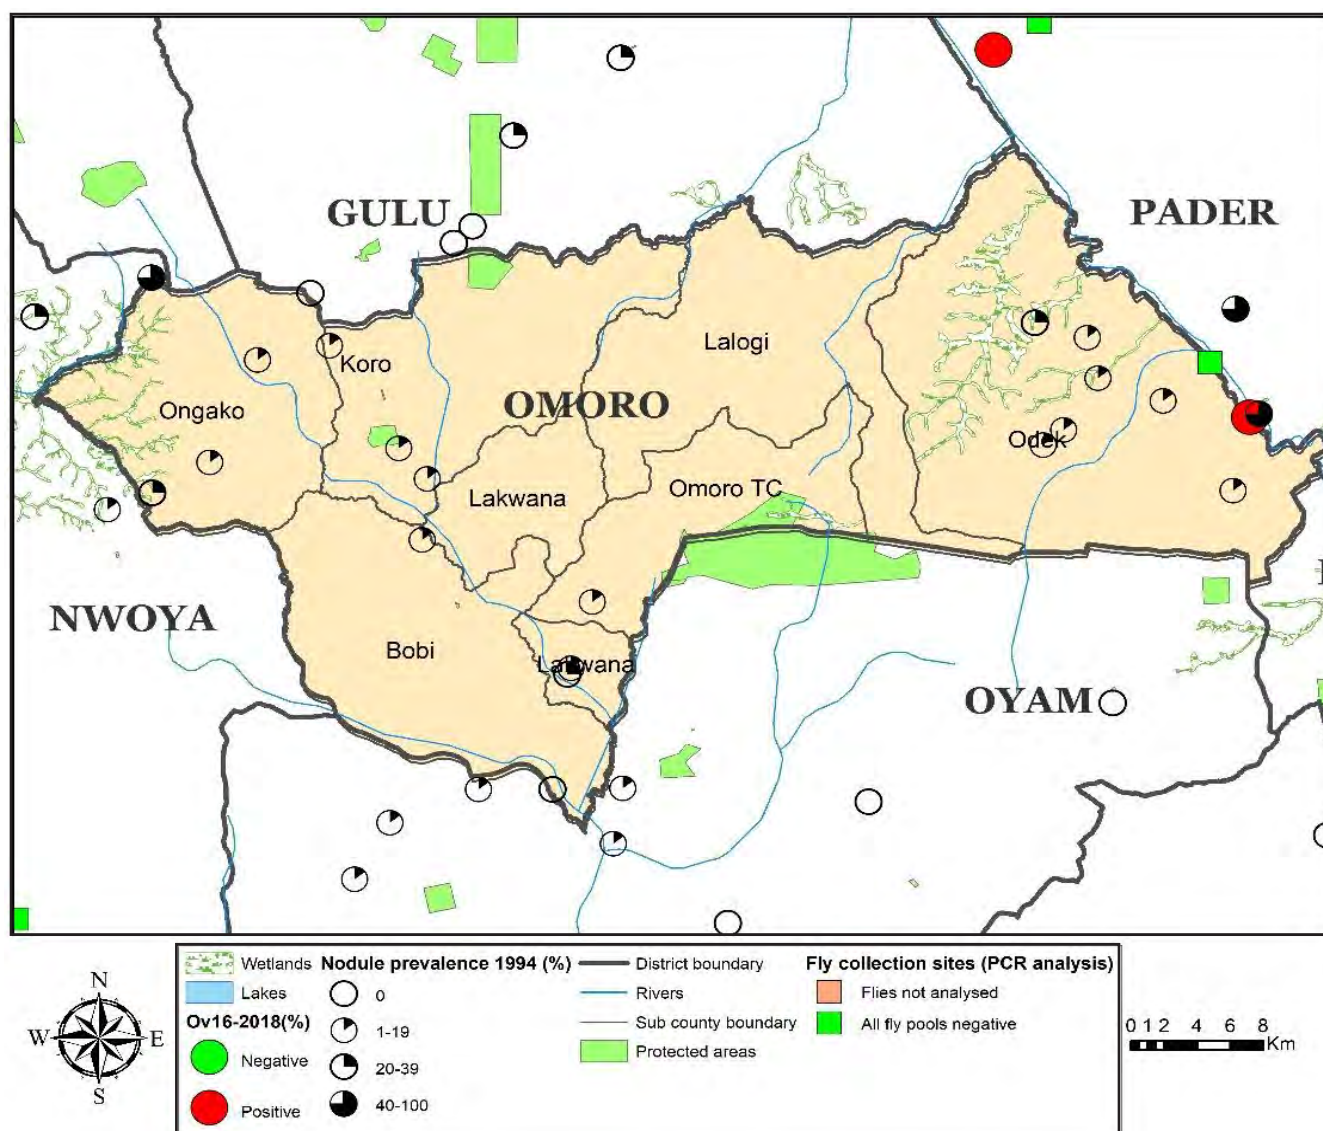 GULU
PADER
Lalogi
Koro
OMORO
Ongako
Odek
Lakwana
Omoro TC
NWOYA
Bobi
Lakwana
OYAM
Wetlands
Lakes
Ov16-2018(%)
Negative
Positive
Nodule prevalence 1994 (%)
0
1-19
20-39
40-100
District boundary
Rivers
Sub county boundary
Protected areas
Fly collection sites (PCR analysis)
Flies not analysed
All fly pools negative
N
W E
S
0 1 2 4 6 8
Km